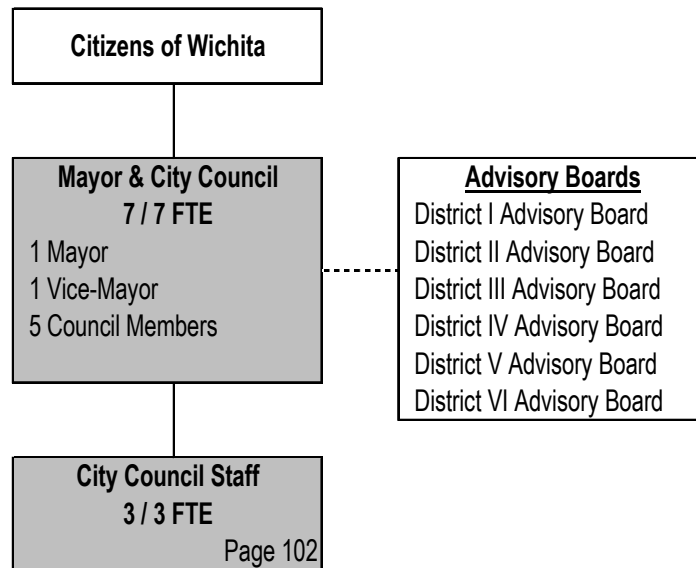 Citizens of Wichita
Mayor & City Council
7 / 7 FTE
1 Mayor
1 Vice-Mayor
5 Council Members
Advisory Boards
District I Advisory Board
District II Advisory Board
District III Advisory Board
District IV Advisory Board
District V Advisory Board
District VI Advisory Board
City Council Staff
3 / 3 FTE
Page 102